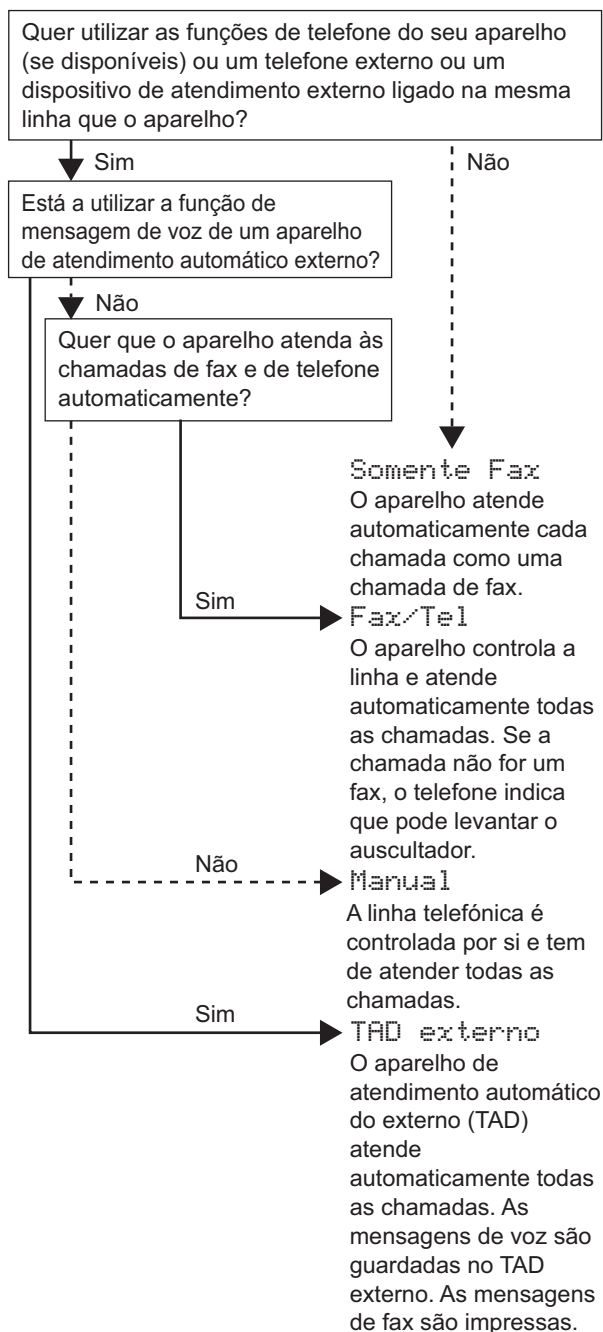 Quer utilizar as funções de telefone do seu aparelho
(se disponíveis) ou um telefone externo ou um
dispositivo de atendimento externo ligado na mesma
linha que o aparelho?
Sim
Não
Está a utilizar a função de
mensagem de voz de um aparelho
de atendimento automático externo?
Não
Quer que o aparelho atenda às
chamadas de fax e de telefone
automaticamente?
Somente Fax
O aparelho atende
automaticamente cada
chamada como uma
chamada de fax.
Sim
Fax/Tel
O aparelho controla a
linha e atende
automaticamente todas
as chamadas. Se a
chamada não for um
fax, o telefone indica
que pode levantar o
auscultador.
Não
Manual
A linha telefónica é
controlada por si e tem
de atender todas as
chamadas.
Sim
TAD externo
O aparelho de
atendimento automático
do externo (TAD)
atende
automaticamente todas
as chamadas. As
mensagens de voz são
guardadas no TAD
externo. As mensagens
de fax são impressas.